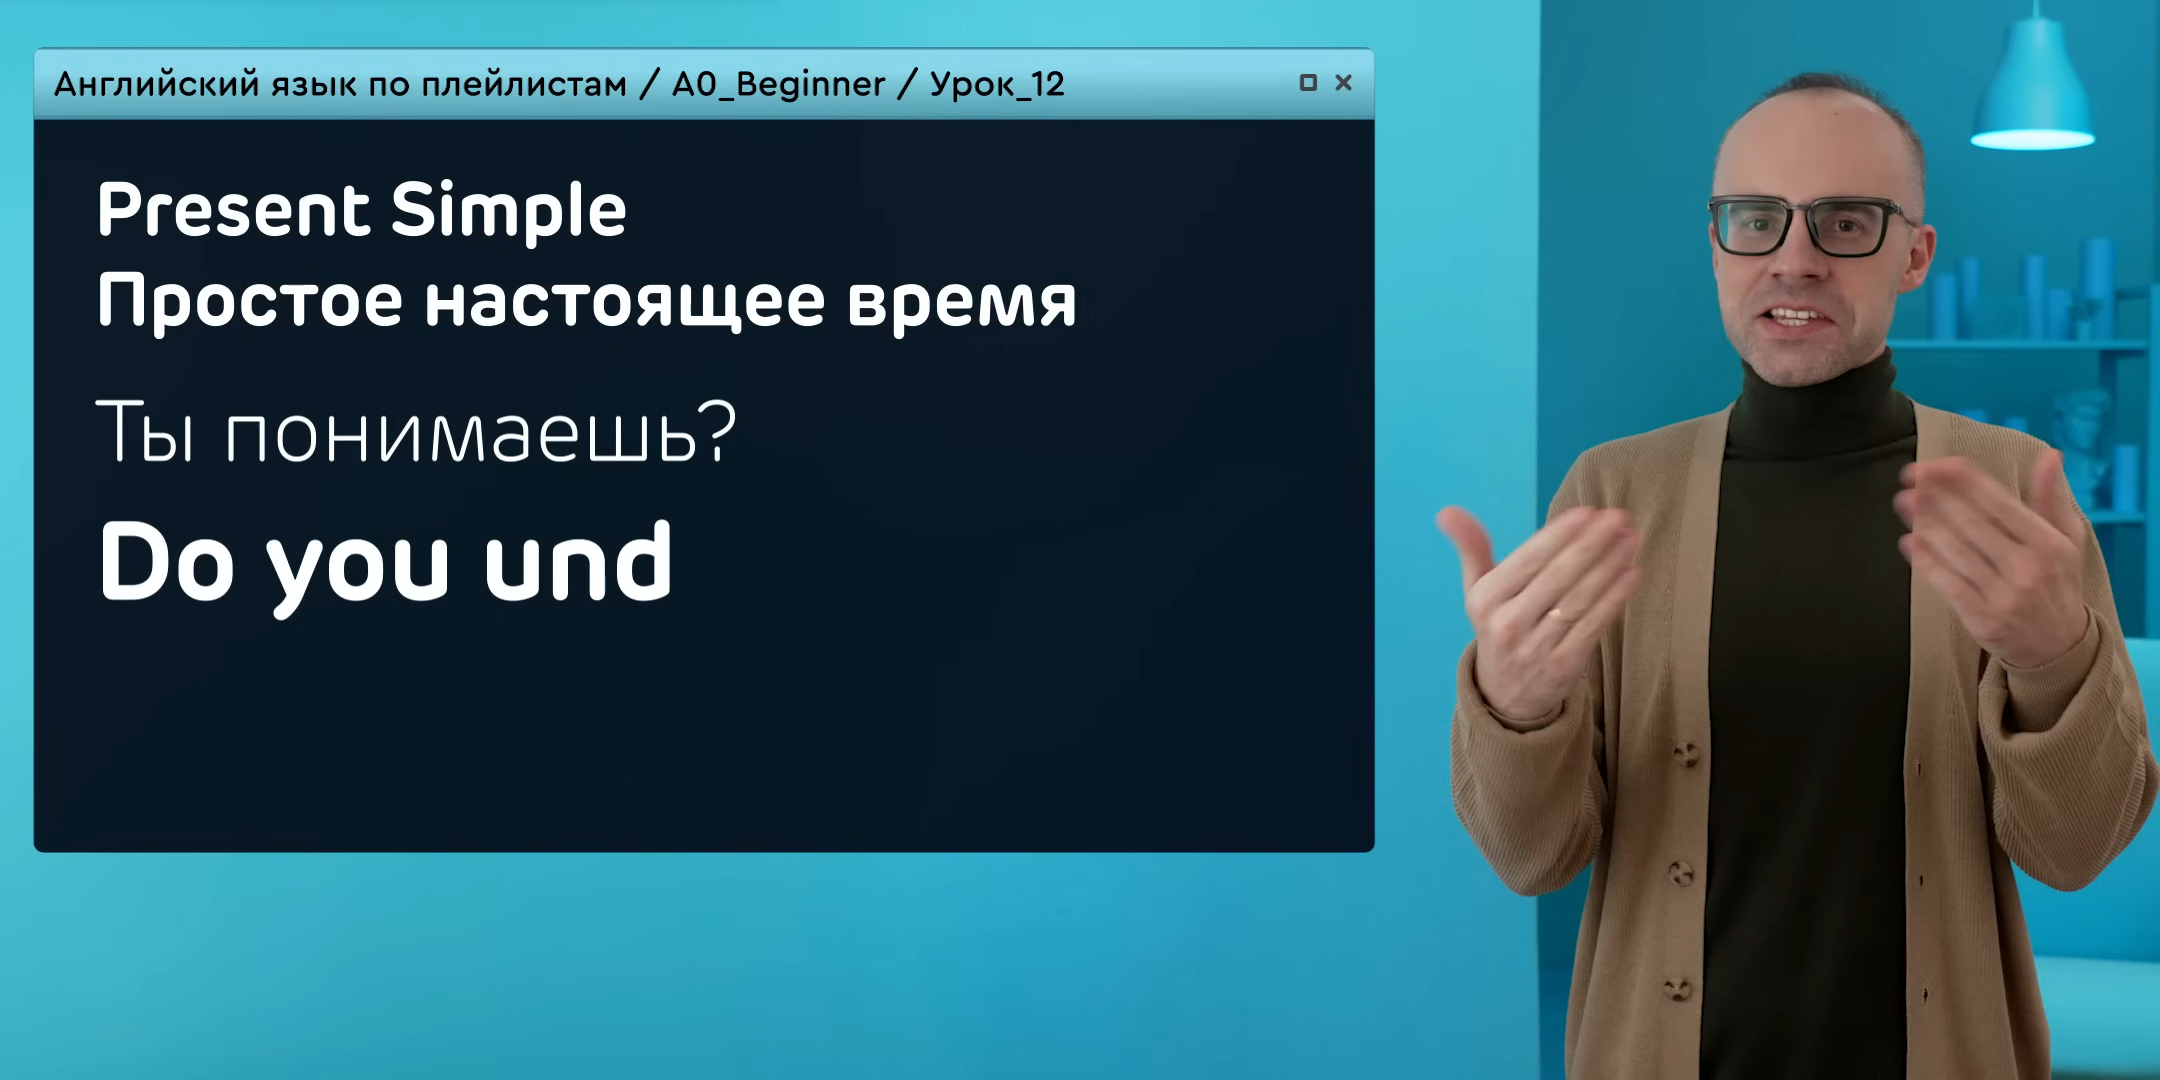 Английский язык по плейлистам / A0_Beginner / Урок_12
Present Simple
Простое настоящее время
Ты понимаешь?
Do you und